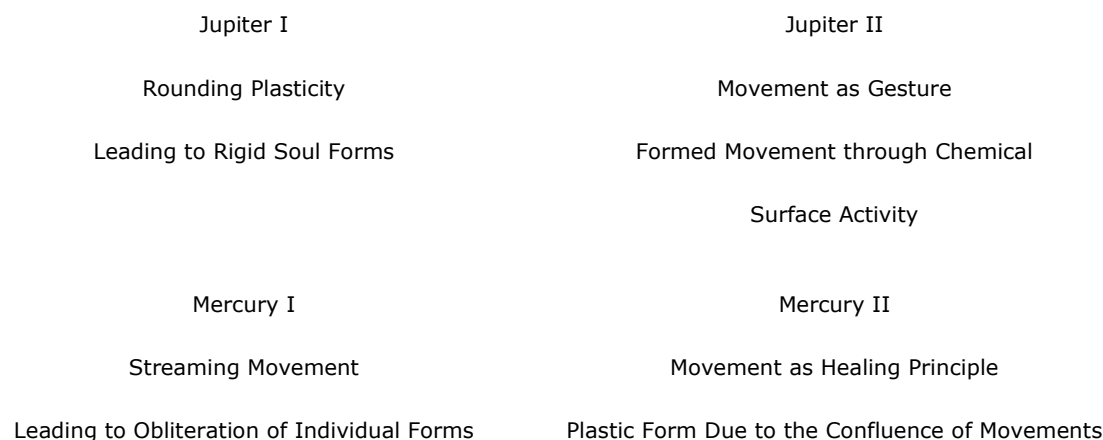 Jupiter I
Rounding Plasticity
Leading to Rigid Soul Forms
Jupiter II
Movement as Gesture
Formed Movement through Chemical
Surface Activity
Mercury I
Streaming Movement
Leading to Obliteration of Individual Forms
Mercury II
Movement as Healing Principle
Plastic Form Due to the Confluence of Movements